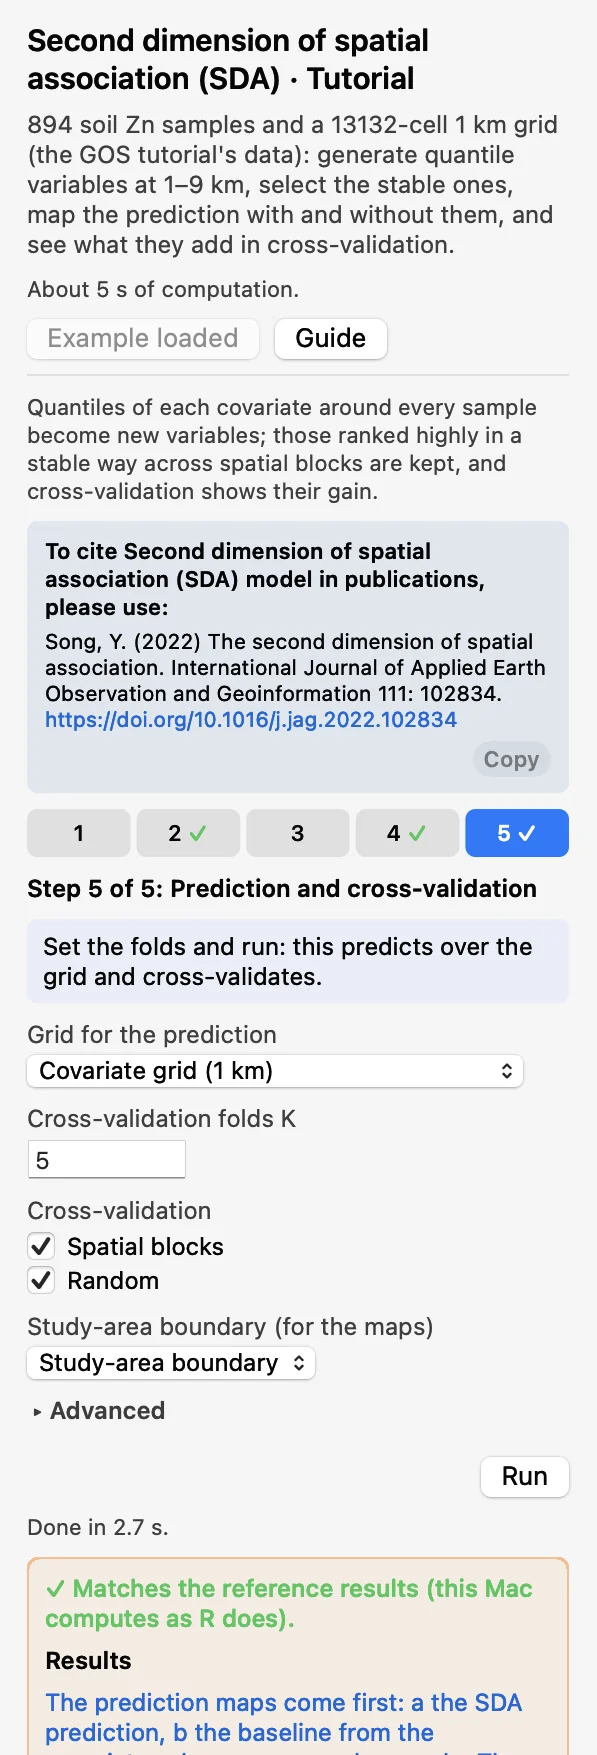 Second dimension of spatial
association (SDA) · Tutorial
894 soil Zn samples and a 13132-cell 1 km grid
(the GOS tutorial's data): generate quantile
variables at 1–9 km, select the stable ones,
map the prediction with and without them, and
see what they add in cross-validation.
About 5 s of computation.
Example loaded
Guide
Quantiles of each covariate around every sample
become new variables; those ranked highly in a
stable way across spatial blocks are kept, and
cross-validation shows their gain.
To cite Second dimension of spatial
association (SDA) model in publications,
please use:
Song, Y. (2022) The second dimension of spatial
association. International Journal of Applied Earth
Observation and Geoinformation 111: 102834.
https://doi.org/10.1016/j.jag.2022.102834
Copy
1 2 ✓ 3 4 ✓ 5 ✓
Step 5 of 5: Prediction and cross-validation
Set the folds and run: this predicts over the
grid and cross-validates.
Grid for the prediction
Covariate grid (1 km)
Cross-validation folds K
5
Cross-validation
Spatial blocks
Random
Study-area boundary (for the maps)
Study-area boundary
Advanced
Run
Done in 2.7 s.
✓ Matches the reference results (this Mac
computes as R does).
Results
The prediction maps come first: a the SDA
prediction, b the baseline from the